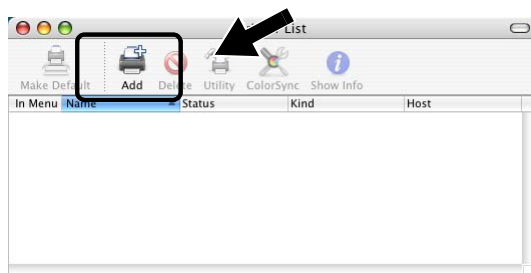 List
Make Default Add Delete Utility ColorSync Show Info
In Menu Name Status Kind Host